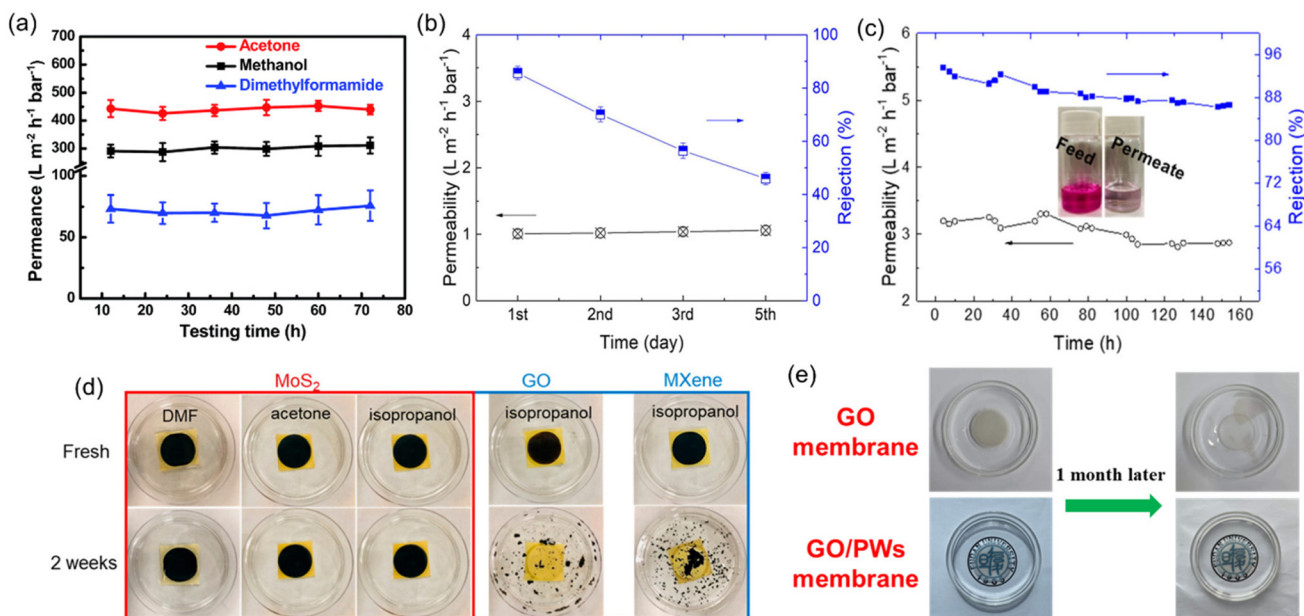 (a)
700
600
500
400
300
100
50
0
Permeance (L m⁻² h⁻¹ bar⁻¹)
Acetone
Methanol
Dimethylformamide
10 20 30 40 50 60 70 80
Testing time (h)
(b)
4
3
2
1
0
Permeability (L m⁻² h⁻¹ bar⁻¹)
100
80
60
40
20
0
Rejection (%)
1st 2nd 3rd 5th
Time (day)
(c)
6
5
4
3
2
Permeability (L m⁻² h⁻¹ bar⁻¹)
96
88
80
72
64
60
Rejection (%)
Feed
Permeate
0 20 40 60 80 100 120 140 160
Time (h)
(d)
MoS₂ GO MXene
DMF acetone isopropanol isopropanol isopropanol
Fresh
2 weeks
(e)
GO
membrane
1 month later
GO/PWs
membrane